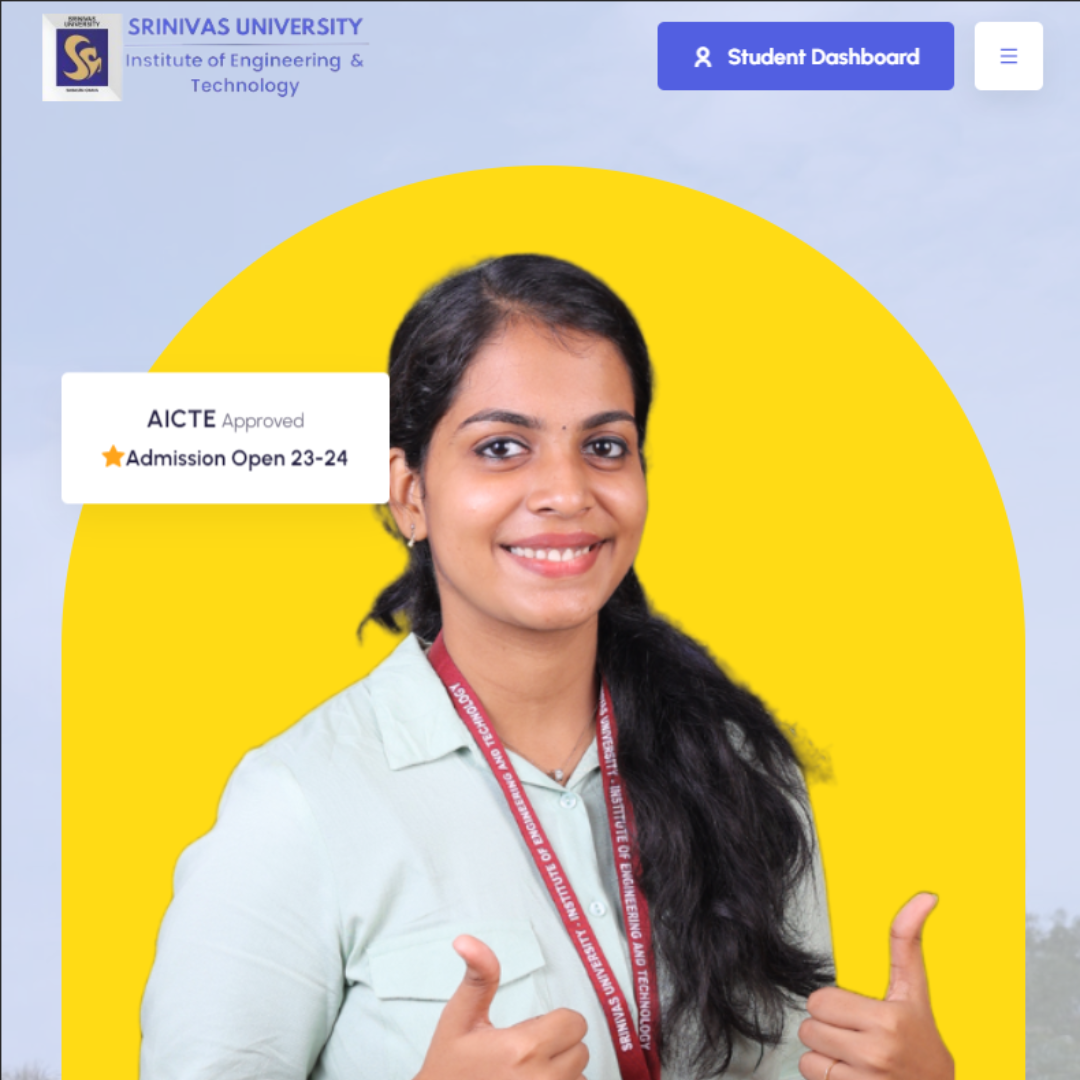 SRINIVAS
UNIVERSITY
SRINIVAS UNIVERSITY
Institute of Engineering &
Technology
Student Dashboard
AICTE Approved
Admission Open 23-24
SRINIVAS UNIVERSITY - INSTITUTE OF ENGINEERING AND TECHNOLOGY
UNIVERSITY - INSTITUTE OF ENGINEERING AND TECHNOLOGY